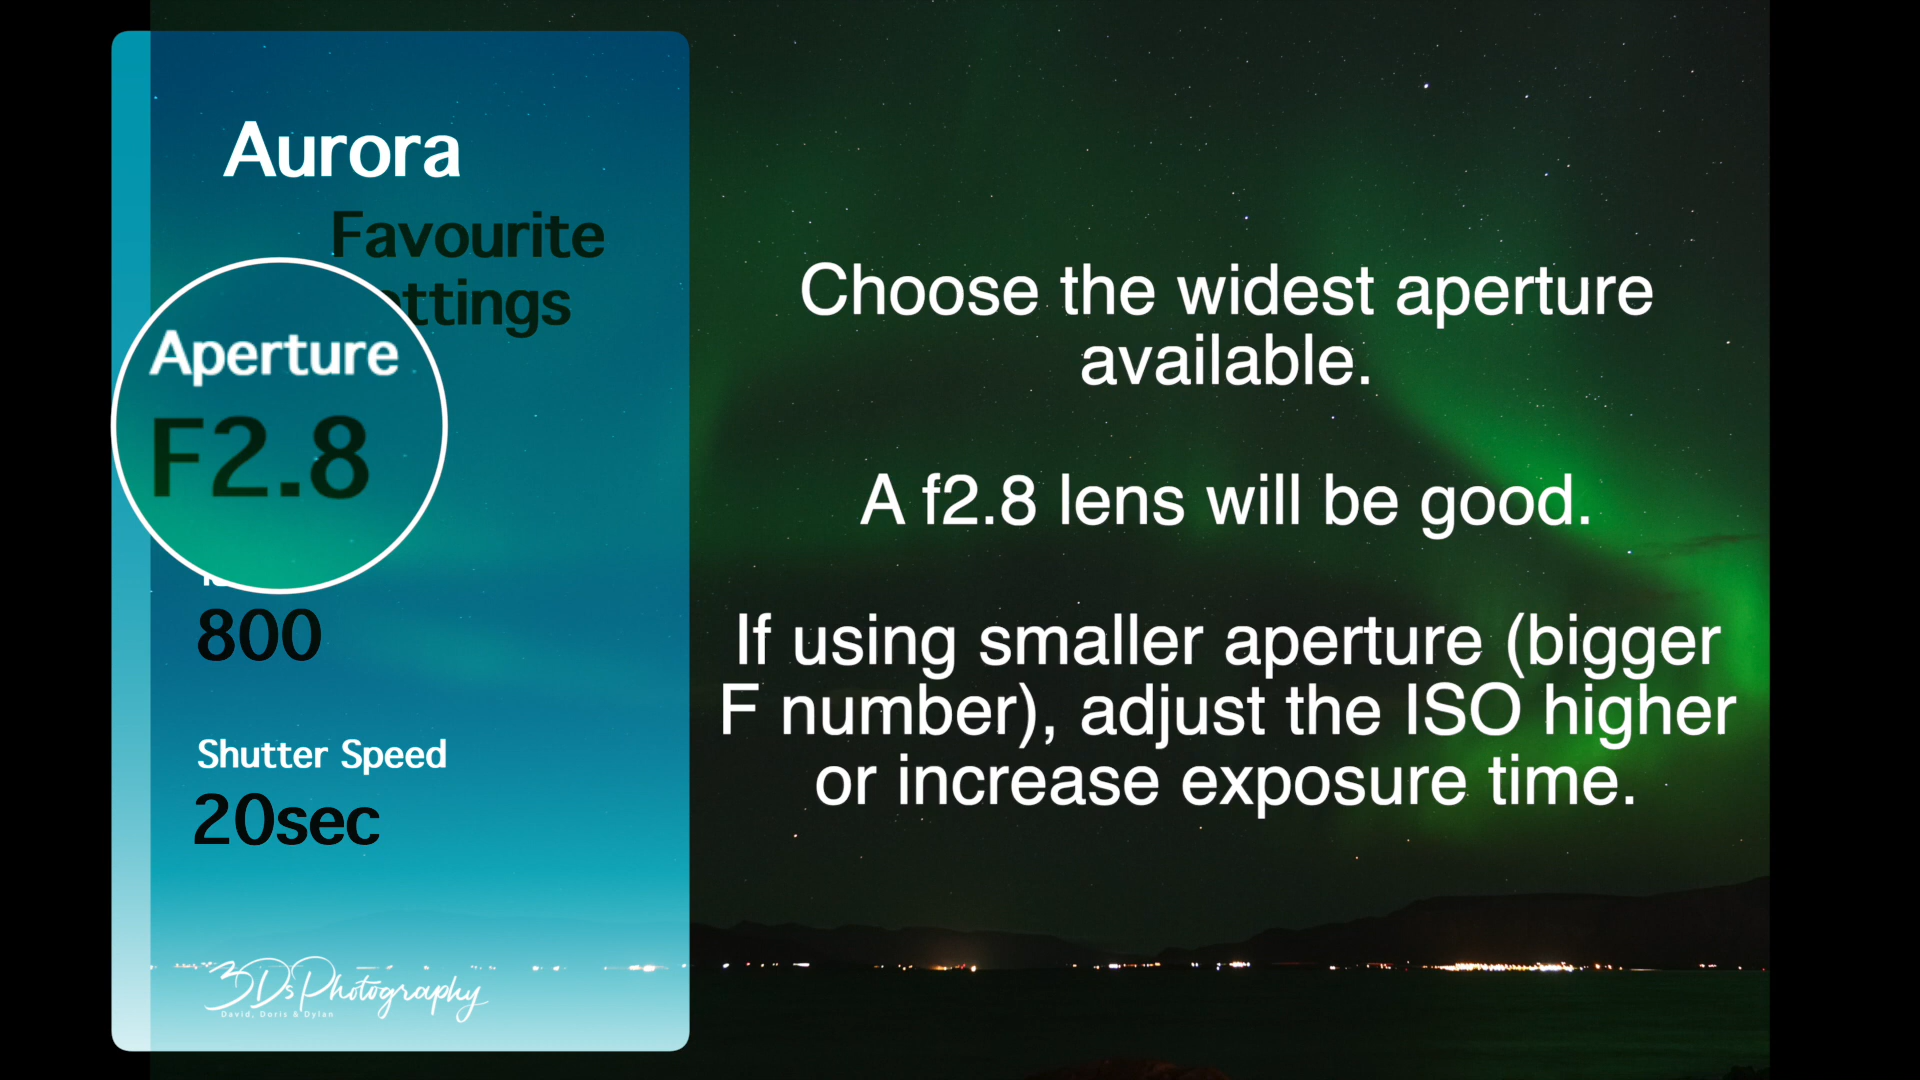 Aurora
Favourite
ttings
Aperture
F2.8
800
Shutter Speed
20sec
3Ds Photography
David, Doris & Dylan
Choose the widest aperture
available.
A f2.8 lens will be good.
If using smaller aperture (bigger
F number), adjust the ISO higher
or increase exposure time.